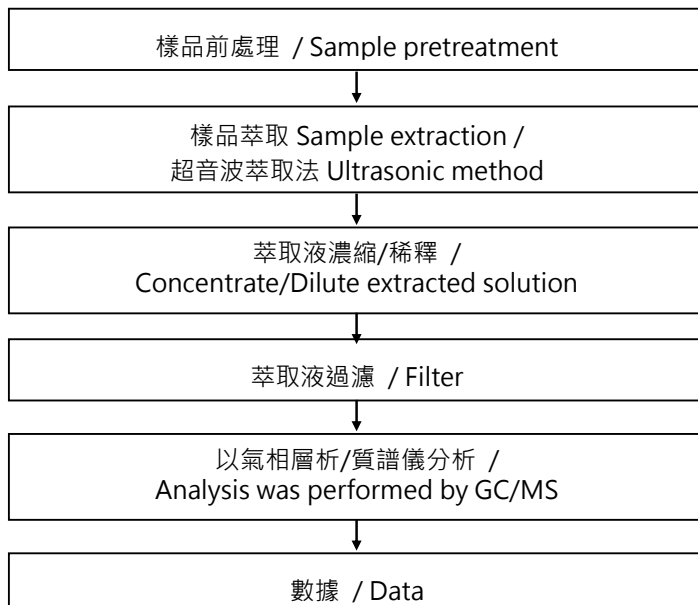 樣品前處理 / Sample pretreatment
樣品萃取 Sample extraction /
超音波萃取法 Ultrasonic method
萃取液濃縮/稀釋 /
Concentrate/Dilute extracted solution
萃取液過濾 / Filter
以氣相層析/質譜儀分析 /
Analysis was performed by GC/MS
數據 / Data